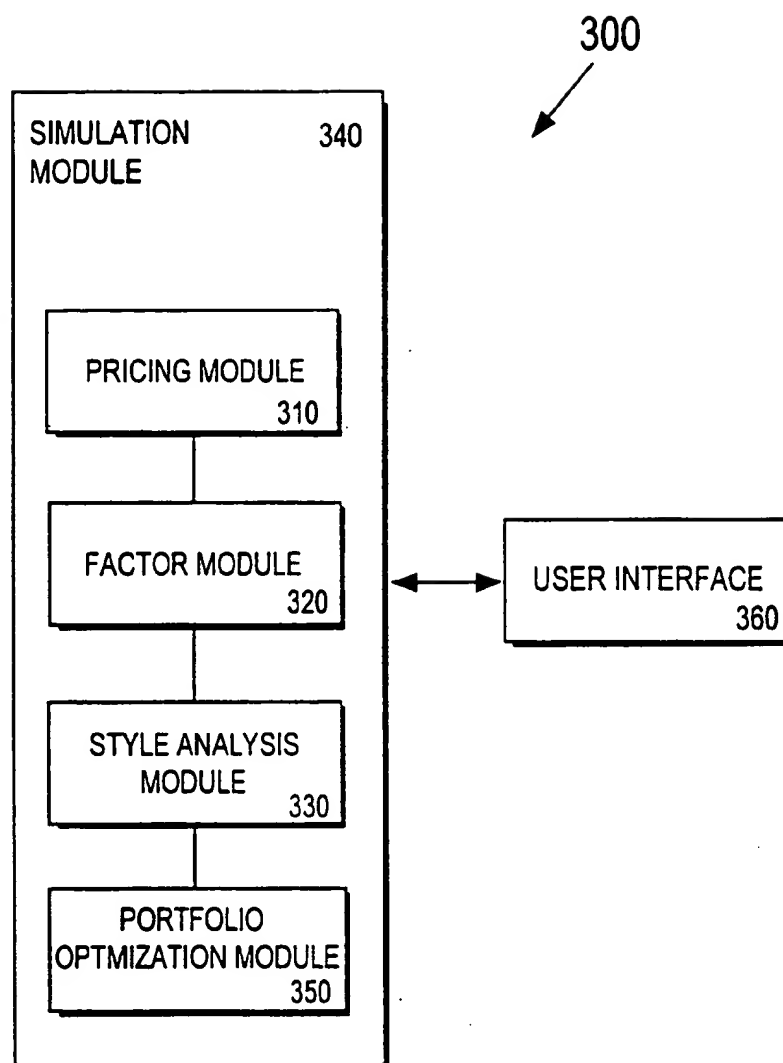 300
SIMULATION 340
MODULE
PRICING MODULE
310
FACTOR MODULE
320
STYLE ANALYSIS
MODULE
330
PORTFOLIO
OPTMIZATION MODULE
350
USER INTERFACE
360